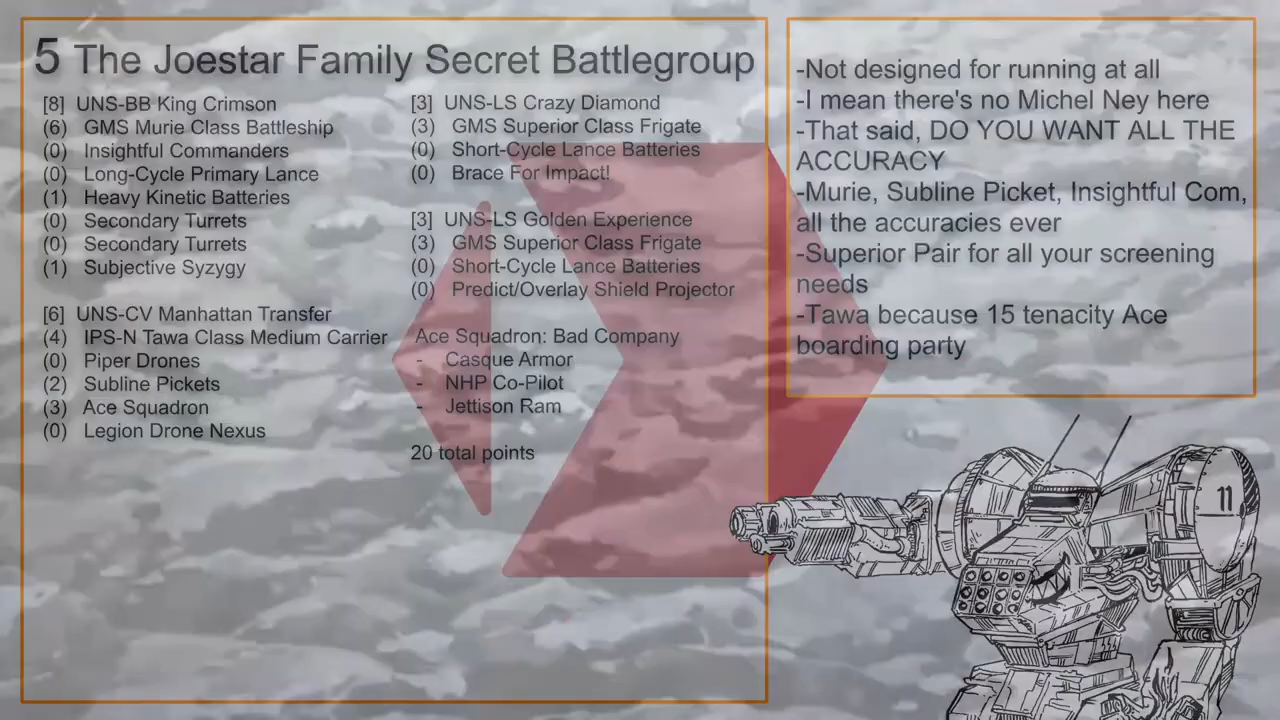 5 The Joestar Family Secret Battlegroup
[8] UNS-BB King Crimson
(6) GMS Murie Class Battleship
(0) Insightful Commanders
(0) Long-Cycle Primary Lance
(1) Heavy Kinetic Batteries
(0) Secondary Turrets
(0) Secondary Turrets
(1) Subjective Syzygy
[6] UNS-CV Manhattan Transfer
(4) IPS-N Tawa Class Medium Carrier
(0) Piper Drones
(2) Subline Pickets
(3) Ace Squadron
(0) Legion Drone Nexus
[3] UNS-LS Crazy Diamond
(3) GMS Superior Class Frigate
(0) Short-Cycle Lance Batteries
(0) Brace For Impact!
[3] UNS-LS Golden Experience
(3) GMS Superior Class Frigate
(0) Short-Cycle Lance Batteries
(0) Predict/Overlay Shield Projector
Ace Squadron: Bad Company
- Casque Armor
- NHP Co-Pilot
- Jettison Ram
20 total points
-Not designed for running at all
-I mean there's no Michel Ney here
-That said, DO YOU WANT ALL THE
ACCURACY
-Murie, Subline Picket, Insightful Com,
all the accuracies ever
-Superior Pair for all your screening
needs
-Tawa because 15 tenacity Ace
boarding party
11